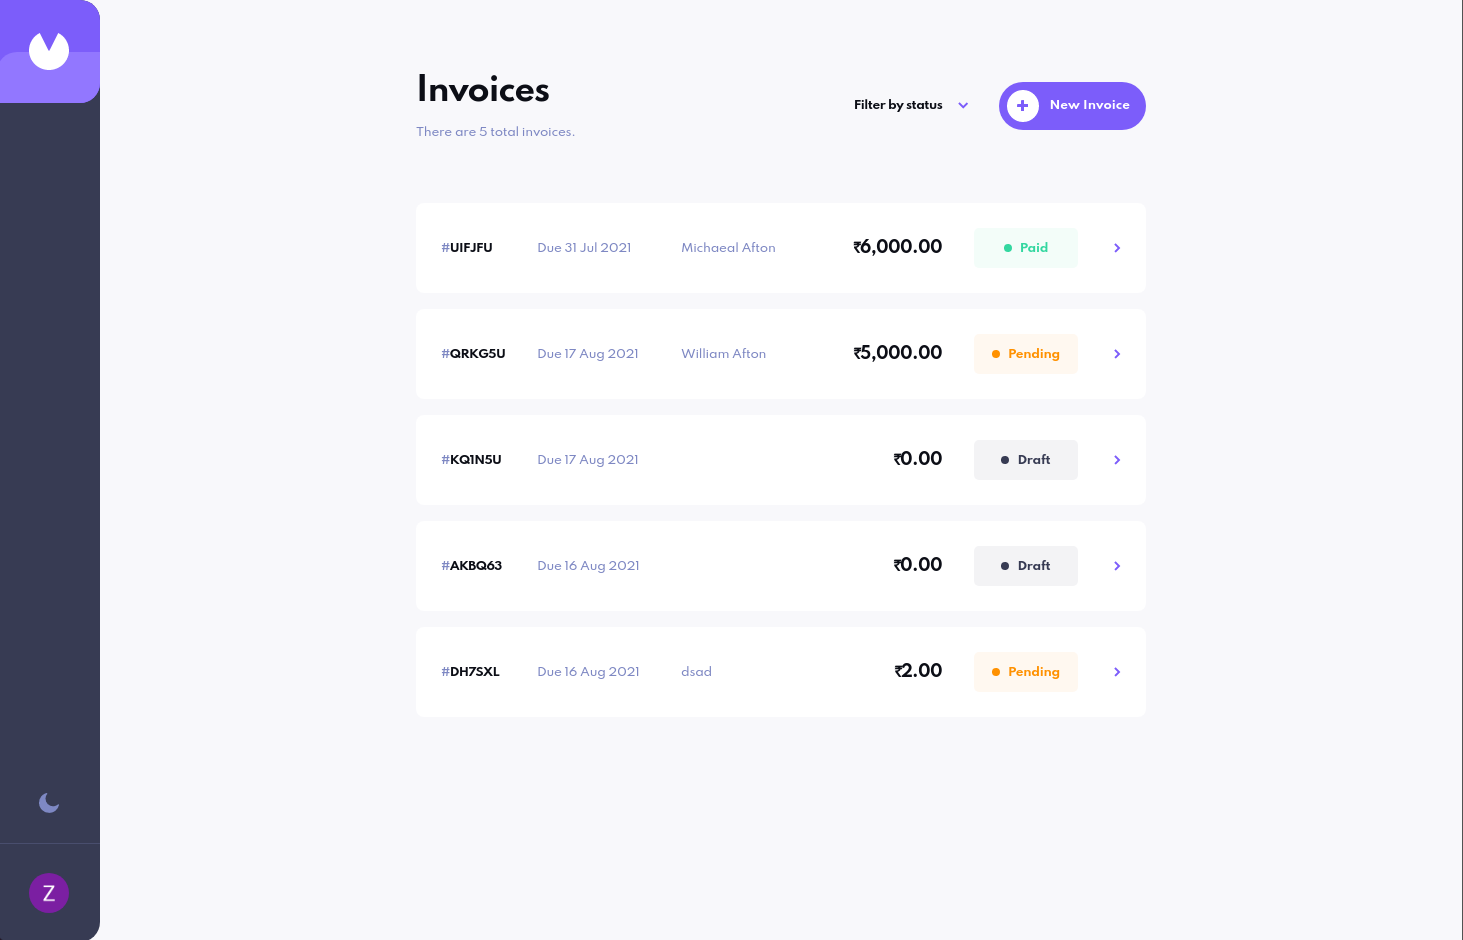 Invoices
There are 5 total invoices.
Filter by status
New Invoice
#UIFJFU Due 31 Jul 2021 Michaeal Afton ₹6,000.00 Paid
#QRKG5U Due 17 Aug 2021 William Afton ₹5,000.00 Pending
#KQ1N5U Due 17 Aug 2021 ₹0.00 Draft
#AKBQ63 Due 16 Aug 2021 ₹0.00 Draft
#DH7SXL Due 16 Aug 2021 dsad ₹2.00 Pending
Z